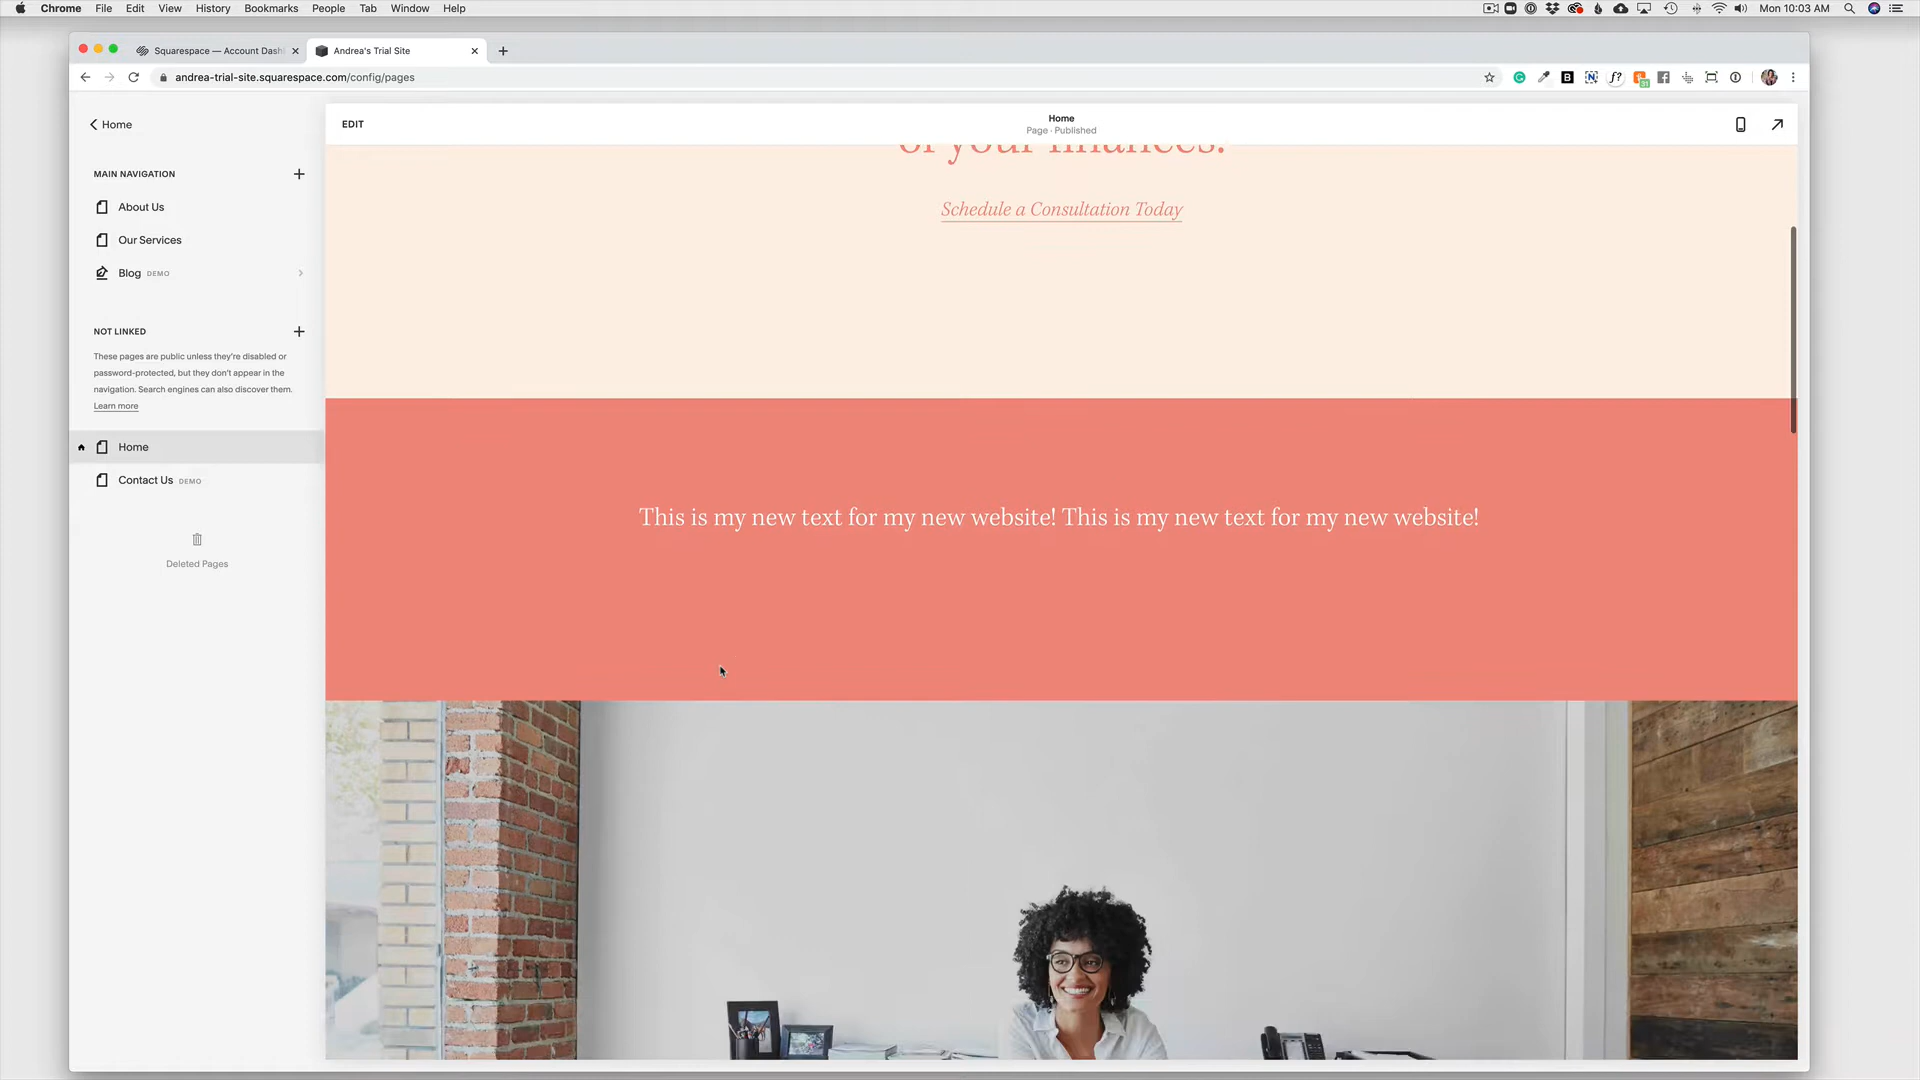 Chrome File Edit View History Bookmarks People Tab Window Help
Mon 10:03 AM
Squarespace — Account Dash
Andrea's Trial Site
andrea-trial-site.squarespace.com/config/pages
Home
EDIT
Home
Page · Published
MAIN NAVIGATION
About Us
Our Services
Blog DEMO
NOT LINKED
These pages are public unless they're disabled or
password-protected, but they don't appear in the
navigation. Search engines can also discover them.
Learn more
Home
Contact Us DEMO
Deleted Pages
of your finances.
Schedule a Consultation Today
This is my new text for my new website! This is my new text for my new website!